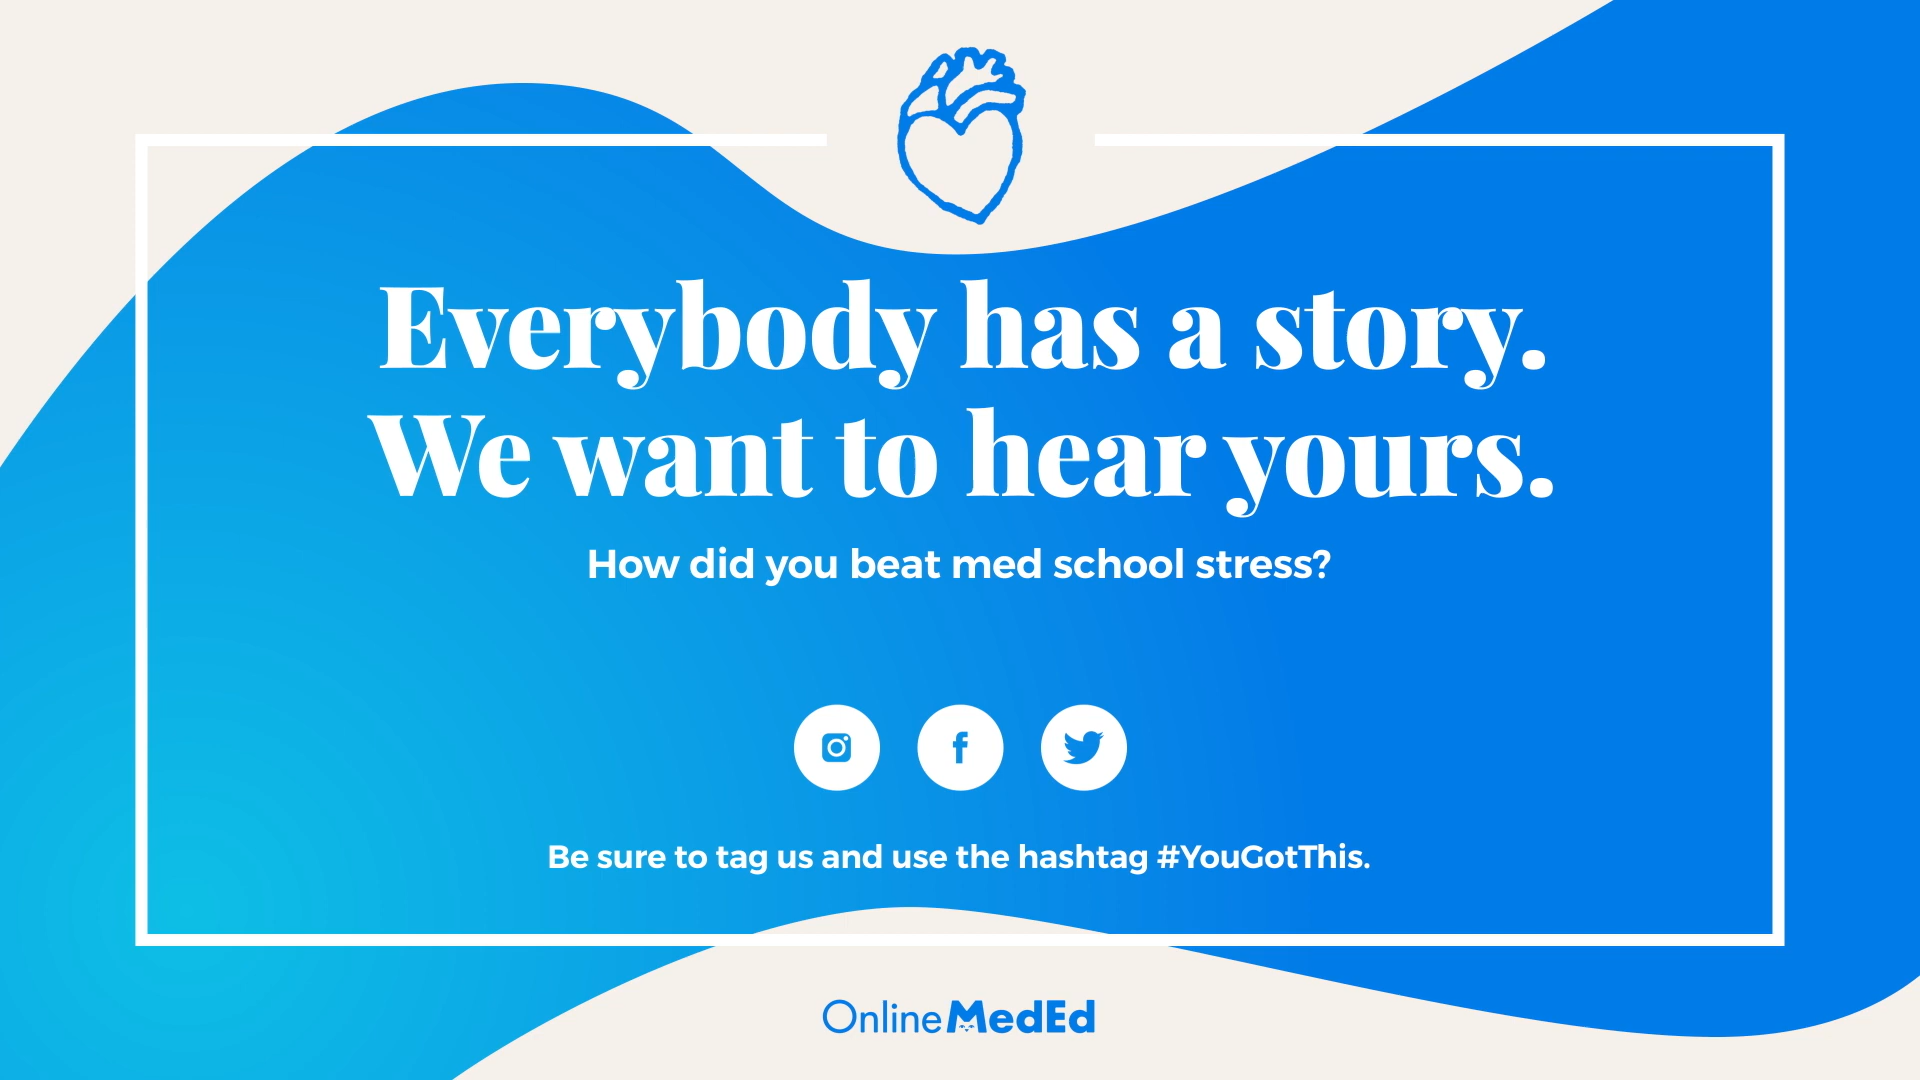 Everybody has a story.
We want to hear yours.
How did you beat med school stress?
Be sure to tag us and use the hashtag #YouGotThis.
OnlineMedEd